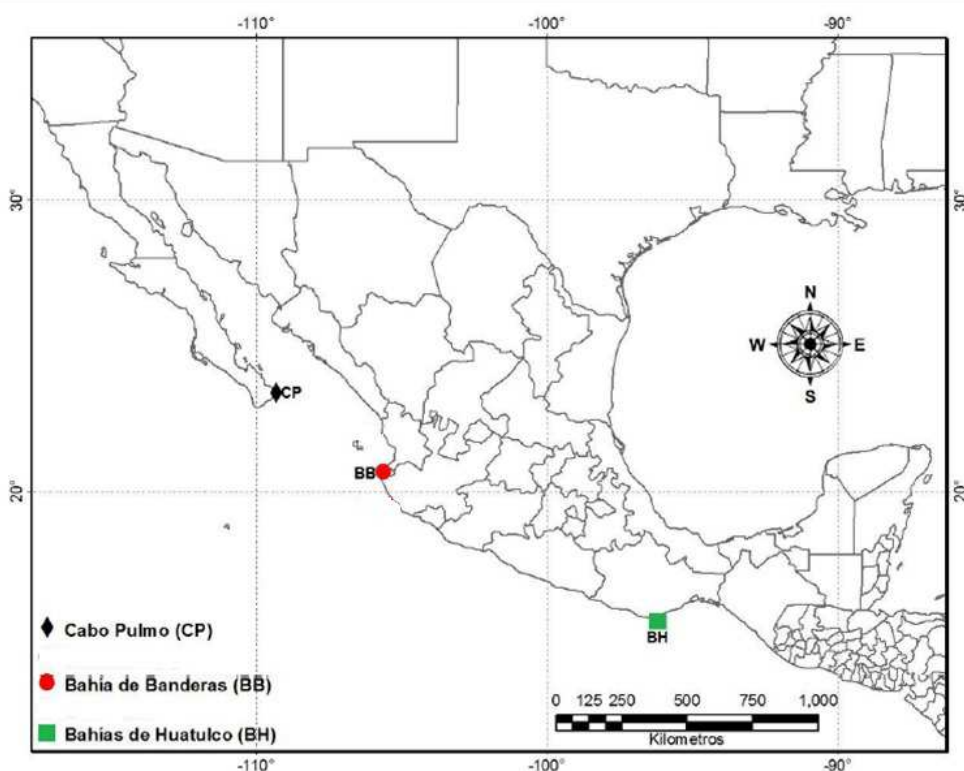 -110° -100° -90°
30° 30°
N
W E
S
CP
BB
20° 20°
BH
Cabo Pulmo (CP)
Bahía de Banderas (BB)
Bahías de Huatulco (BH)
0 125 250 500 750 1,000
Kilometros
-110° -100° -90°